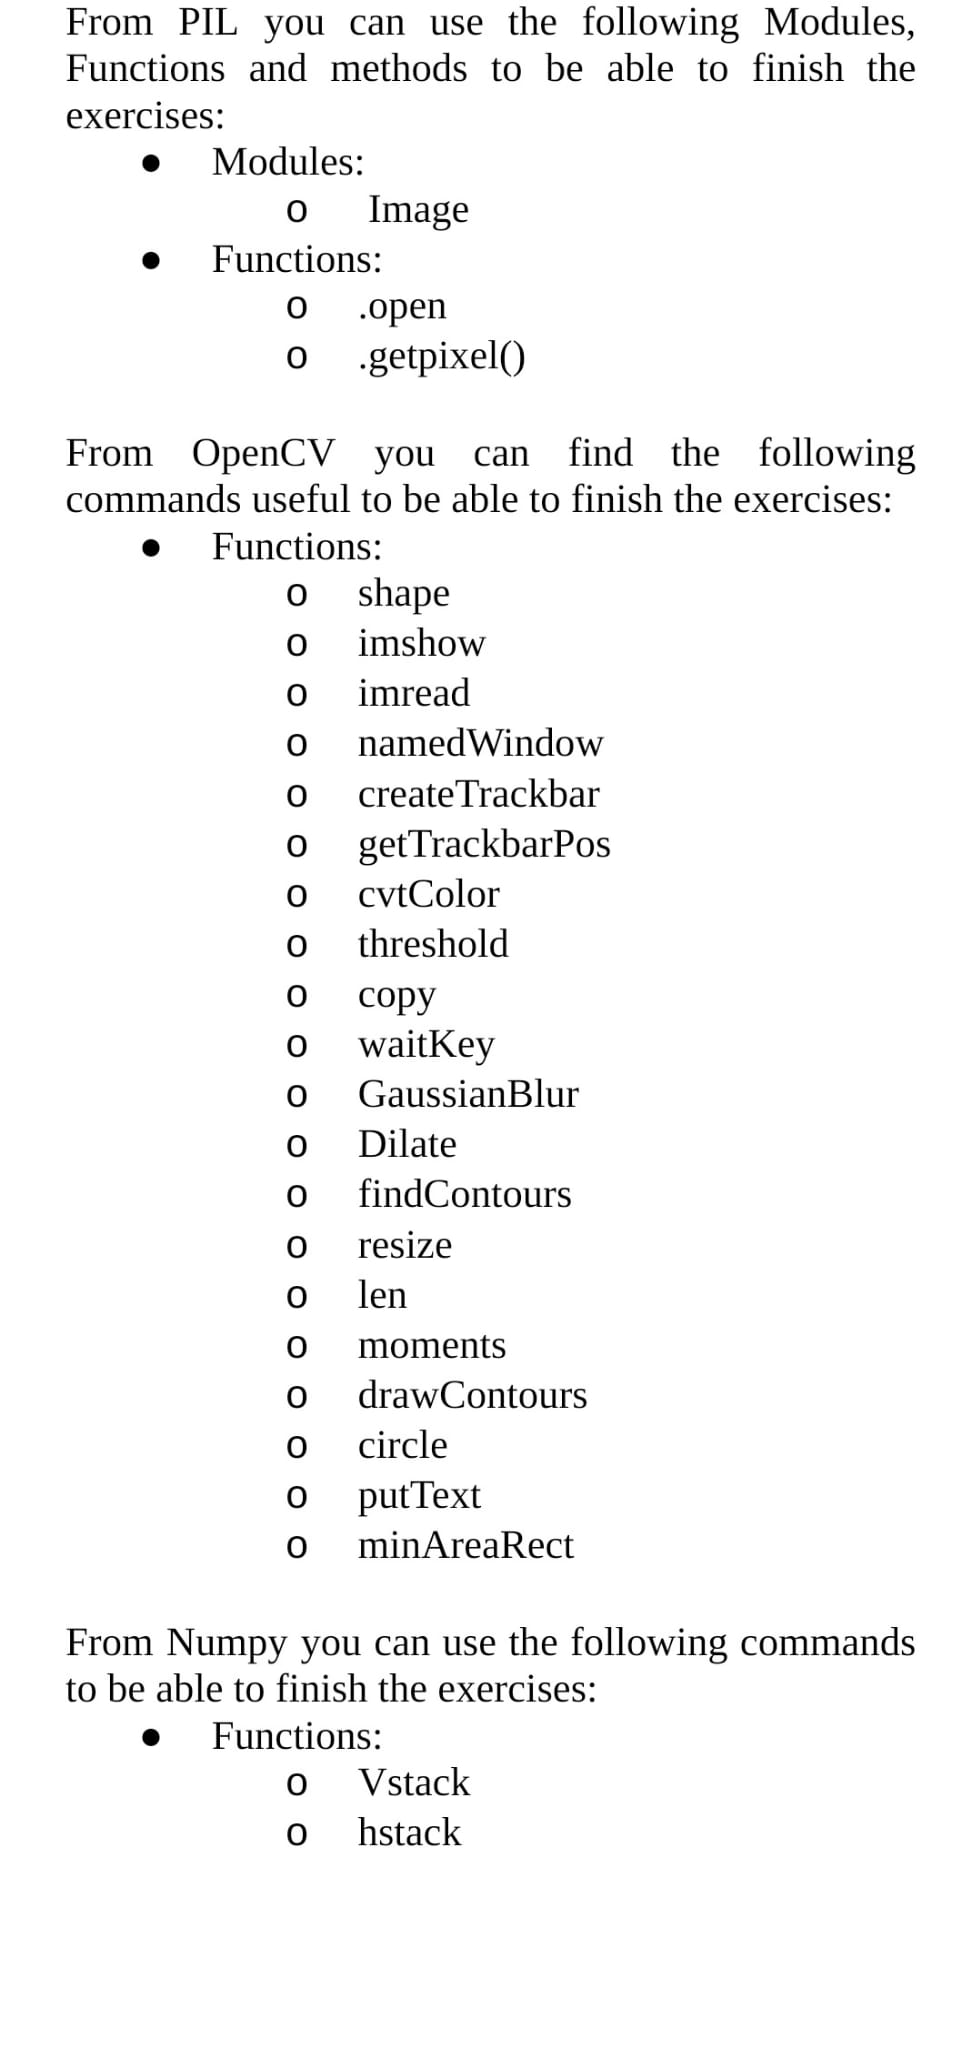 From PIL you can use the following Modules,
Functions and methods to be able to finish the
exercises:
● Modules:
o Image
● Functions:
o .open
o .getpixel()
From OpenCV you can find the following
commands useful to be able to finish the exercises:
● Functions:
o shape
o imshow
o imread
o namedWindow
o createTrackbar
o getTrackbarPos
o cvtColor
o threshold
o copy
o waitKey
o GaussianBlur
o Dilate
o findContours
o resize
o len
o moments
o drawContours
o circle
o putText
o minAreaRect
From Numpy you can use the following commands
to be able to finish the exercises:
● Functions:
o Vstack
o hstack